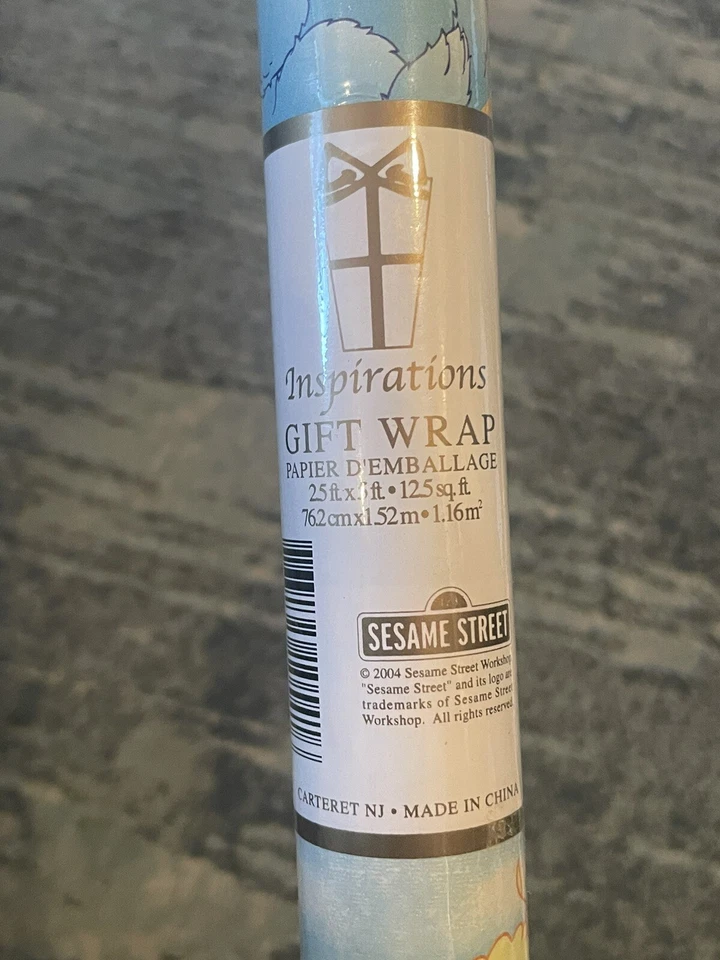 Inspirations
GIFT WRAP
PAPIER D'EMBALLAGE
2.5 ft. x 5 ft. • 12.5 sq. ft.
76.2 cm x 1.52 m • 1.16 m²
SESAME STREET
© 2004 Sesame Street Workshop.
"Sesame Street" and its logo are
trademarks of Sesame Street
Workshop. All rights reserved.
CARTERET NJ • MADE IN CHINA